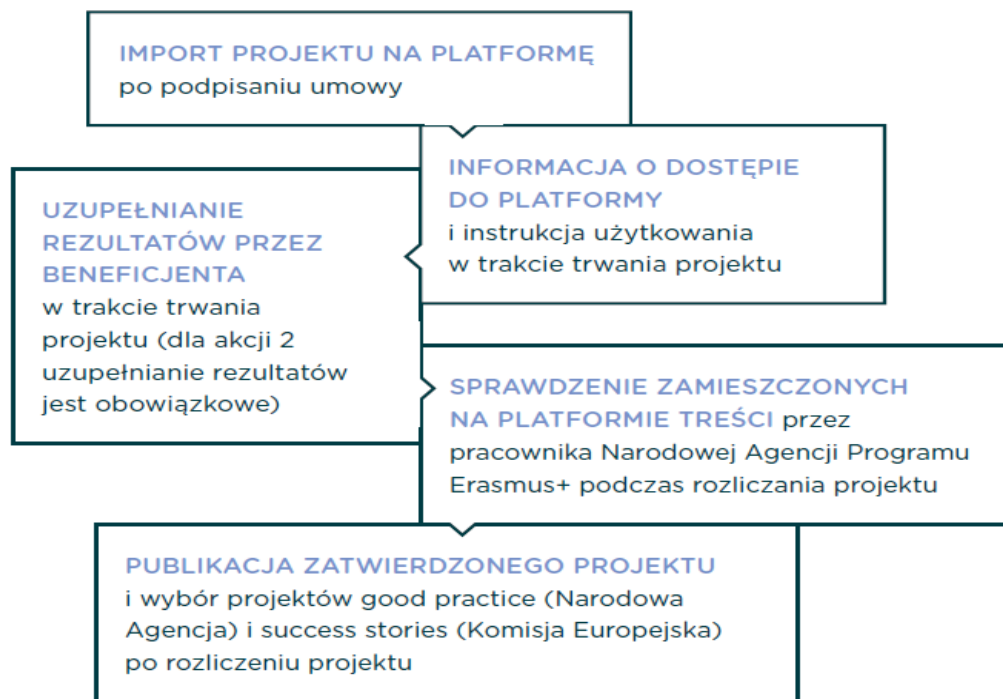 IMPORT PROJEKTU NA PLATFORMĘ
po podpisaniu umowy
INFORMACJA O DOSTĘPIE
DO PLATFORMY
i instrukcja użytkowania
w trakcie trwania projektu
UZUPEŁNIANIE
REZULTATÓW PRZEZ
BENEFICJENTA
w trakcie trwania
projektu (dla akcji 2
uzupełnianie rezultatów
jest obowiązkowe)
SPRAWDZENIE ZAMIESZCZONYCH
NA PLATFORMIE TREŚCI przez
pracownika Narodowej Agencji Programu
Erasmus+ podczas rozliczania projektu
PUBLIKACJA ZATWIERDZONEGO PROJEKTU
i wybór projektów good practice (Narodowa
Agencja) i success stories (Komisja Europejska)
po rozliczeniu projektu